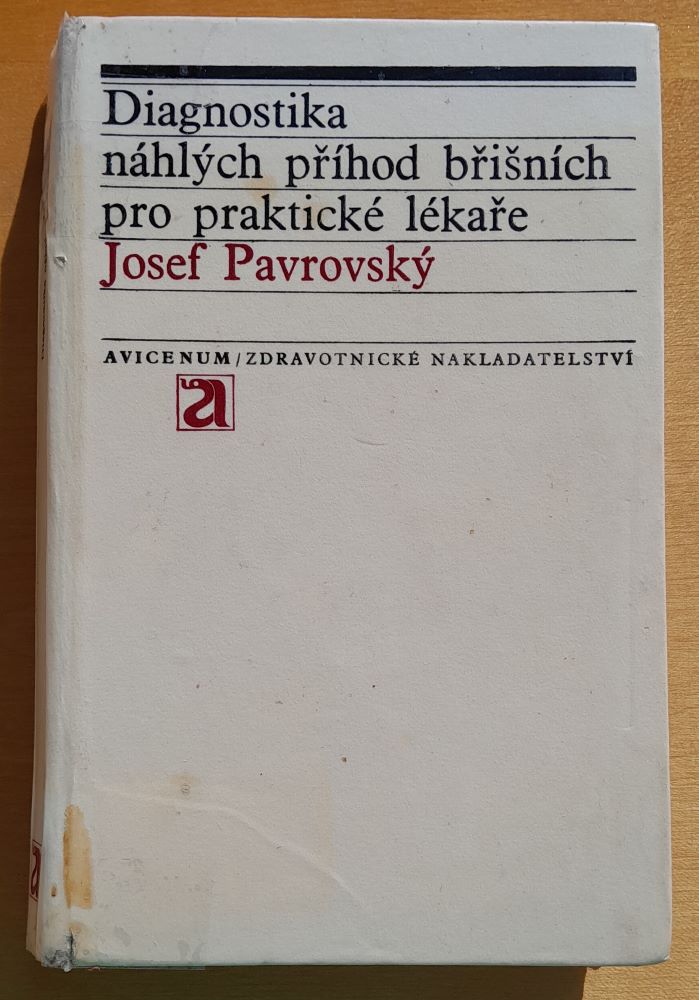 Diagnostika
náhlých příhod břišních
pro praktické lékaře
Josef Pavrovský
AVICENUM/ZDRAVOTNICKÉ NAKLADATELSTVÍ
a